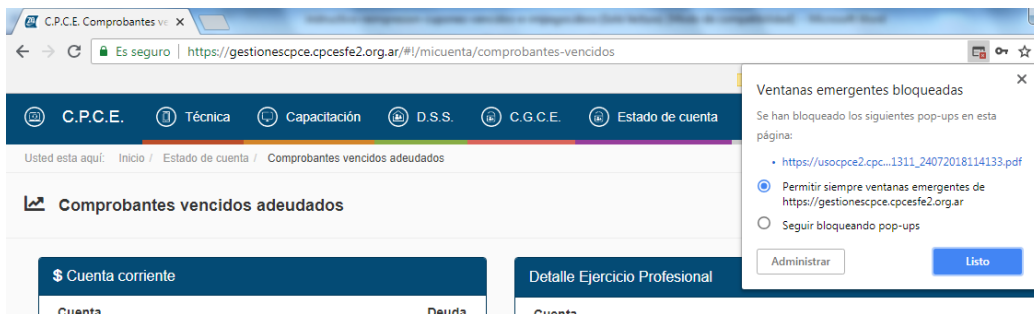 C.P.C.E. Comprobantes ve
Es seguro | https://gestionescpce.cpcesfe2.org.ar/#!/micuenta/comprobantes-vencidos
C.P.C.E. Técnica Capacitación D.S.S. C.G.C.E. Estado de cuenta
Usted esta aquí: Inicio / Estado de cuenta / Comprobantes vencidos adeudados
Comprobantes vencidos adeudados
$ Cuenta corriente
Cuenta Deuda
Detalle Ejercicio Profesional
Cuenta
Ventanas emergentes bloqueadas
Se han bloqueado los siguientes pop-ups en esta
página:
• https://usocpce2.cpc...1311_24072018114133.pdf
Permitir siempre ventanas emergentes de
https://gestionescpce.cpcesfe2.org.ar
Seguir bloqueando pop-ups
Administrar Listo